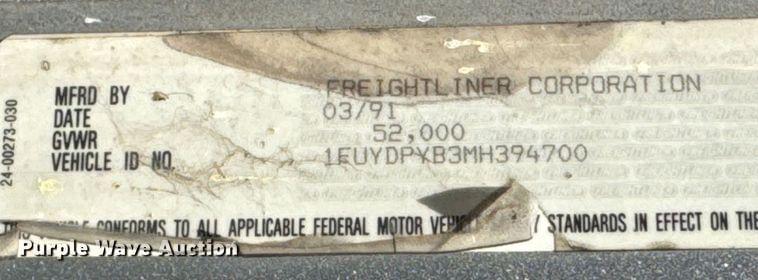 FREIGHTLINER CORPORATION
MFRD BY
DATE 03/91
GVWR 52,000
VEHICLE ID NO. 1FUYDPYB3MH394700
24-00273-030
CONFORMS TO ALL APPLICABLE FEDERAL MOTOR STANDARDS IN EFFECT ON THE
Purple Wave Auction